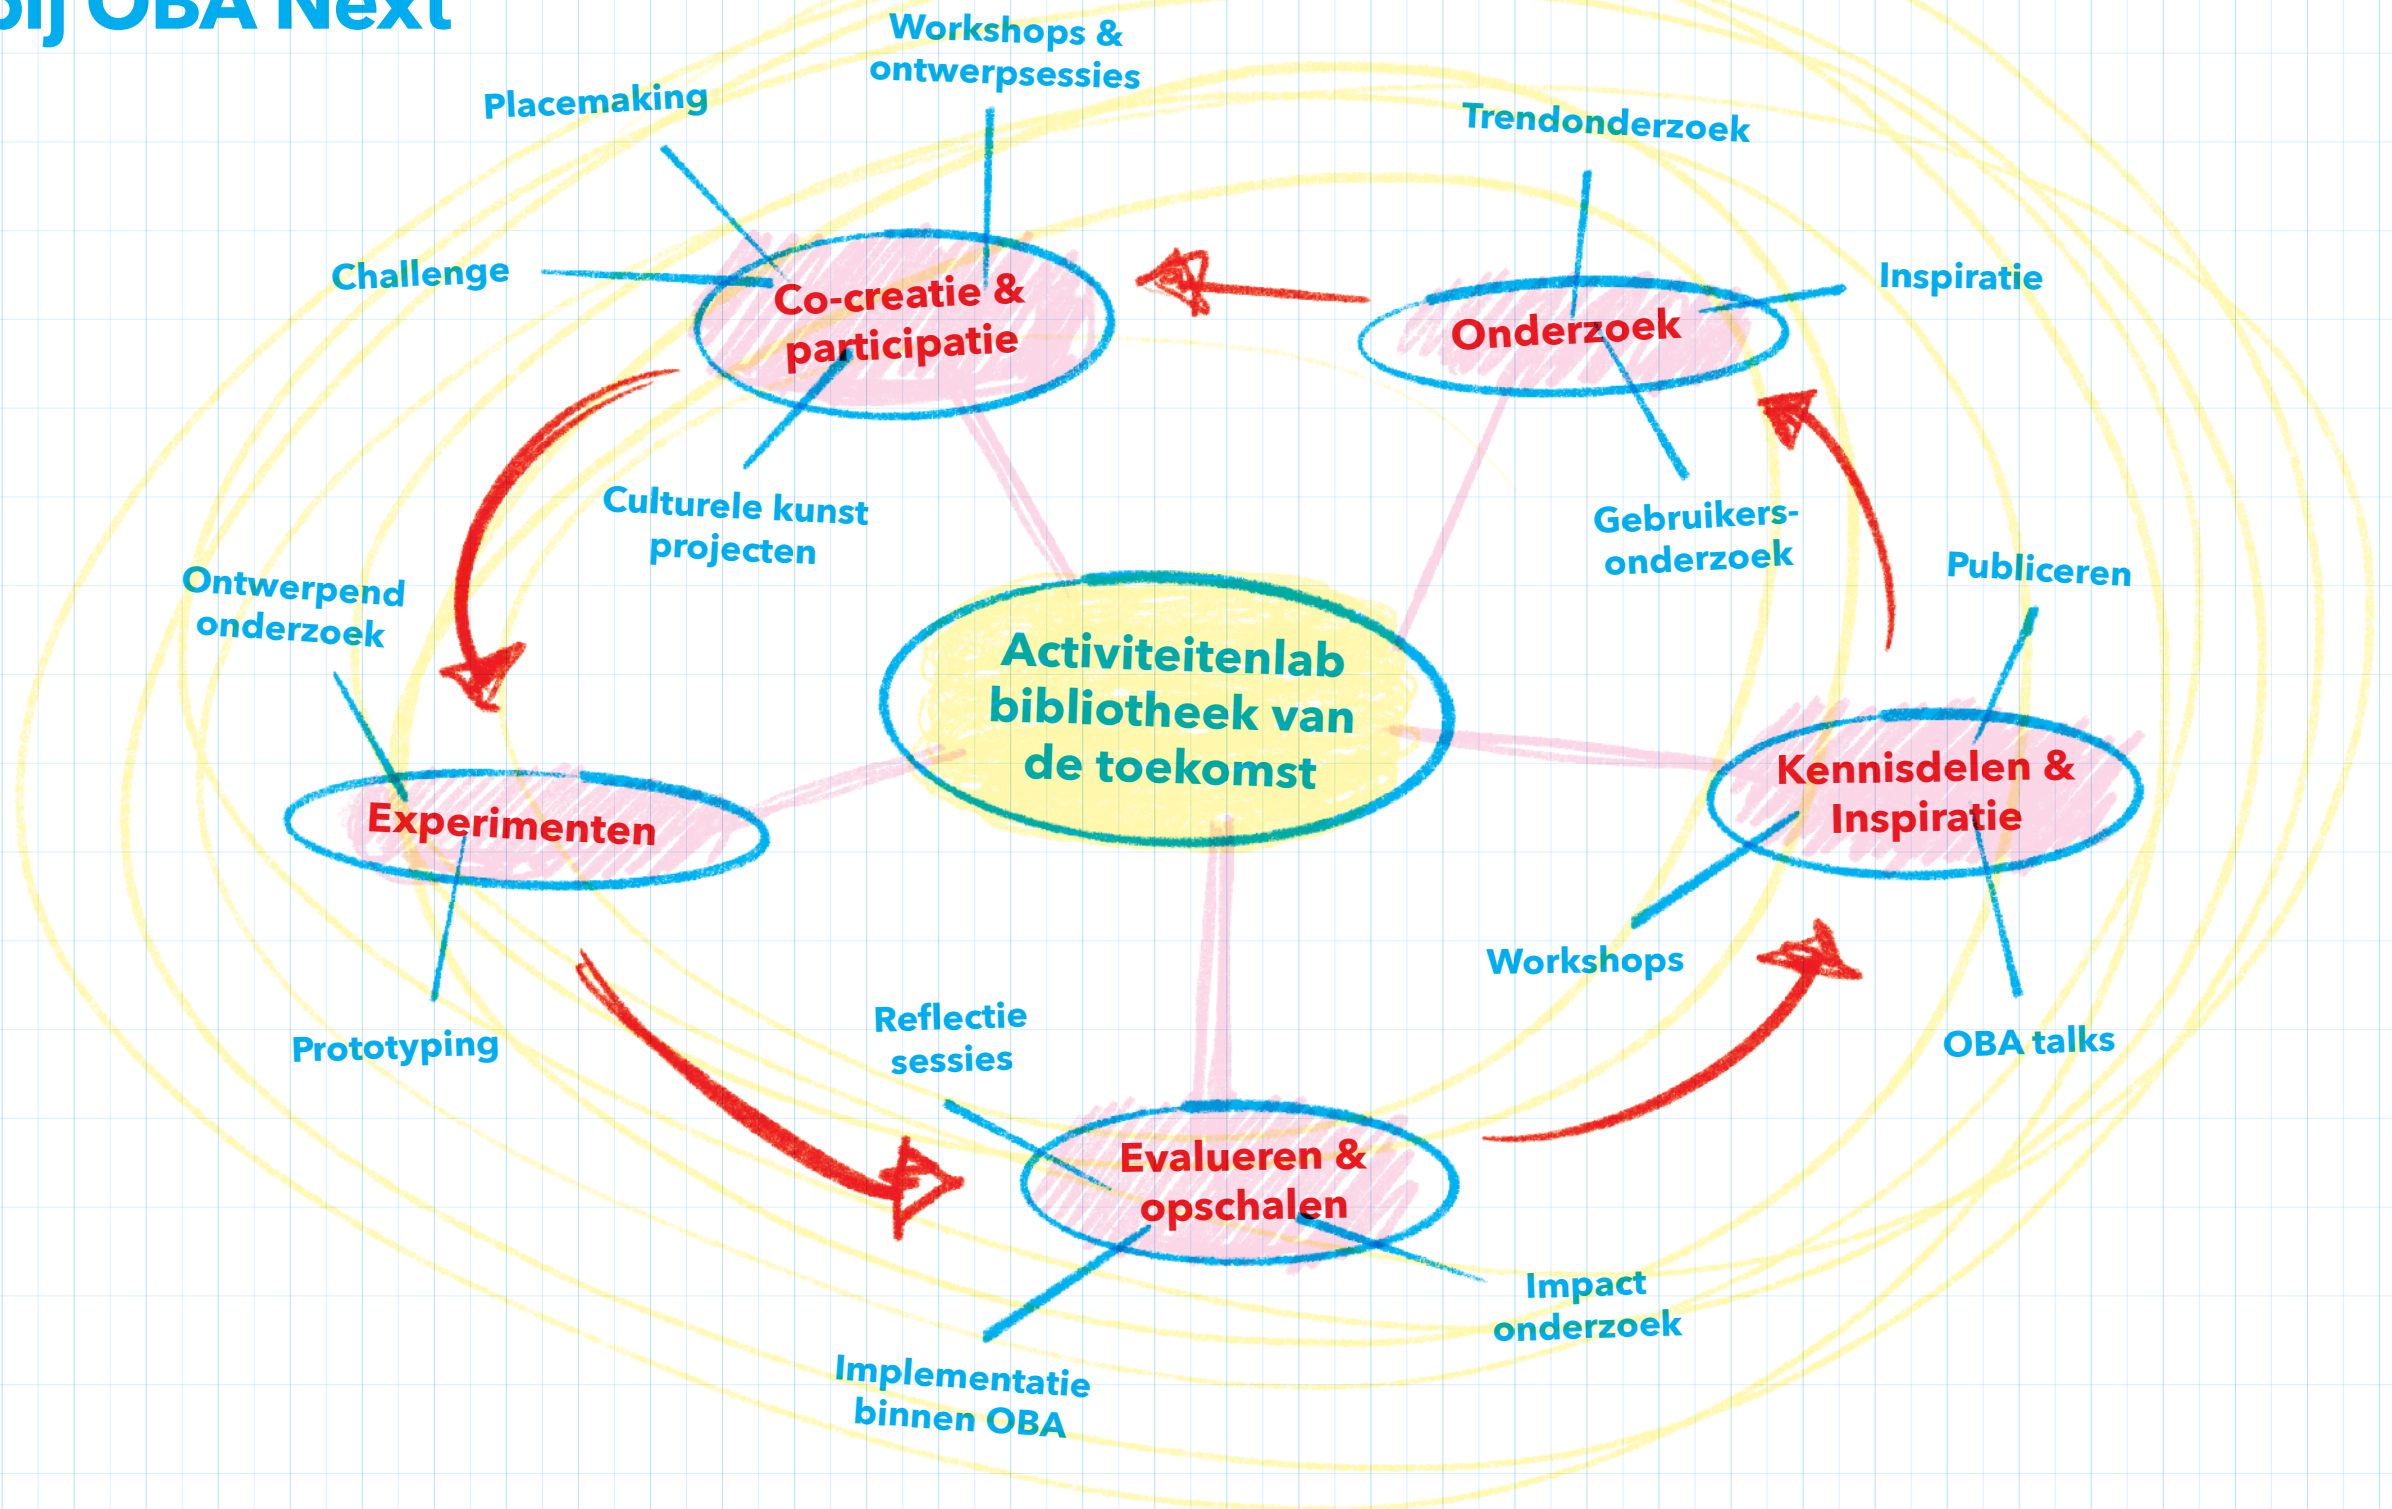 bij OBA Next
Workshops &
ontwerpsessies
Placemaking
Challenge
Co-creatie &
participatie
Culturele kunst
projecten
Trendonderzoek
Inspiratie
Onderzoek
Gebruikers-
onderzoek
Ontwerpend
onderzoek
Experimenten
Prototyping
Activiteitenlab
bibliotheek van
de toekomst
Publiceren
Kennisdelen &
Inspiratie
Workshops
OBA talks
Reflectie
sessies
Evalueren &
opschalen
Impact
onderzoek
Implementatie
binnen OBA